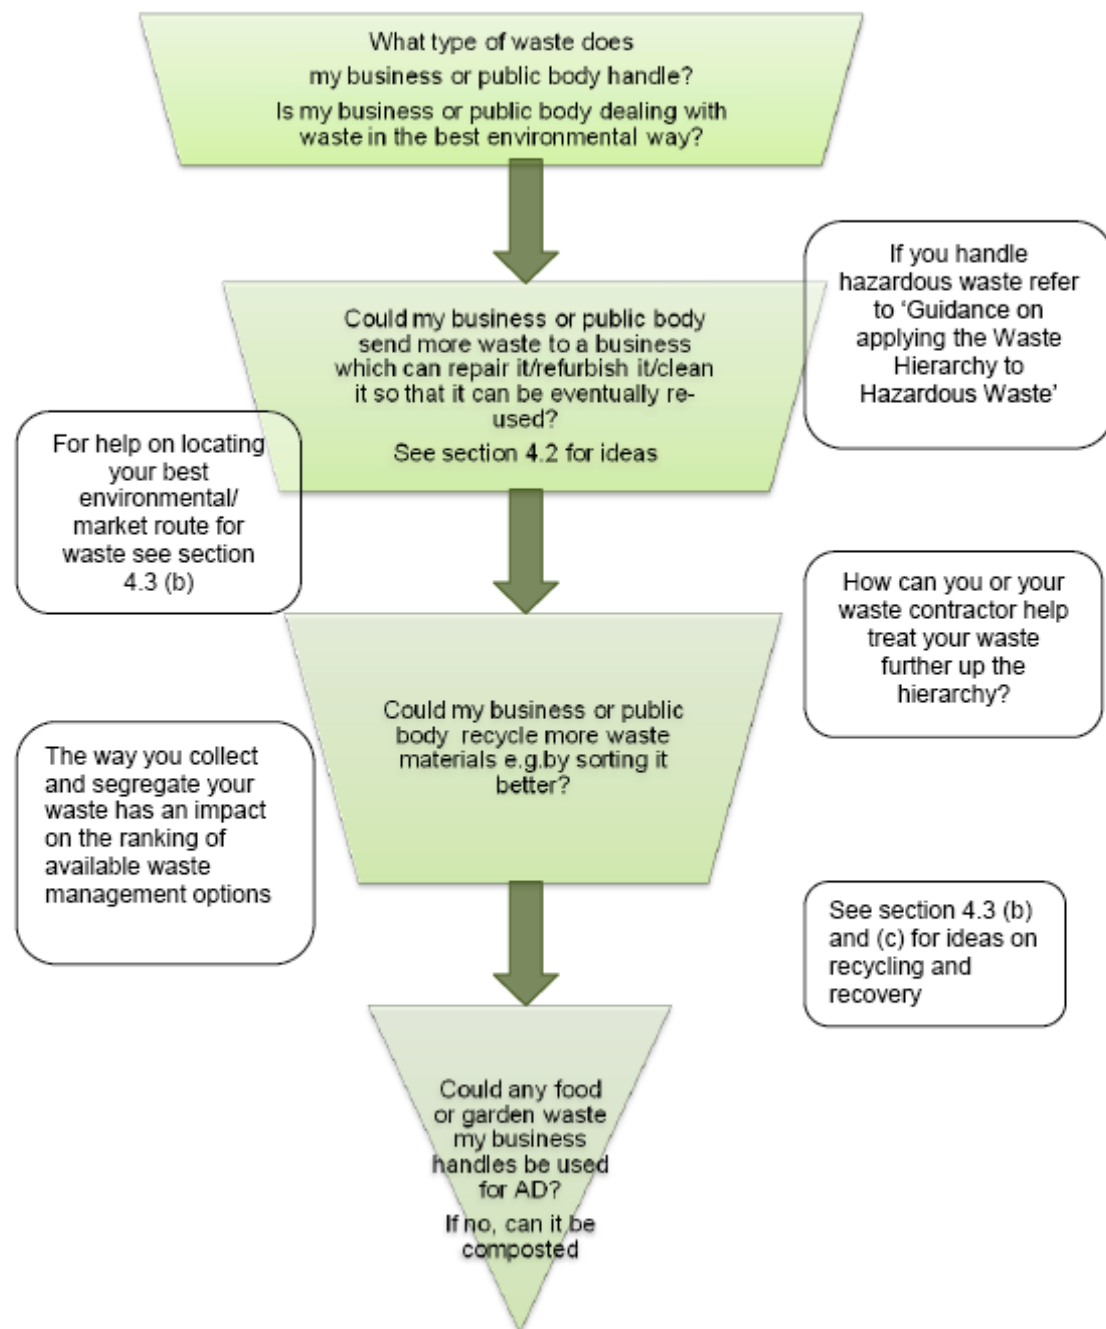 What type of waste does
my business or public body handle?
Is my business or public body dealing with
waste in the best environmental way?
If you handle
hazardous waste refer
to ‘Guidance on
applying the Waste
Hierarchy to
Hazardous Waste’
Could my business or public body
send more waste to a business
which can repair it/refurbish it/clean
it so that it can be eventually re-
used?
See section 4.2 for ideas
For help on locating
your best
environmental/
market route for
waste see section
4.3 (b)
How can you or your
waste contractor help
treat your waste
further up the
hierarchy?
Could my business or public
body recycle more waste
materials e.g.by sorting it
better?
The way you collect
and segregate your
waste has an impact
on the ranking of
available waste
management options
See section 4.3 (b)
and (c) for ideas on
recycling and
recovery
Could any food
or garden waste
my business
handles be used
for AD?
If no, can it be
composted